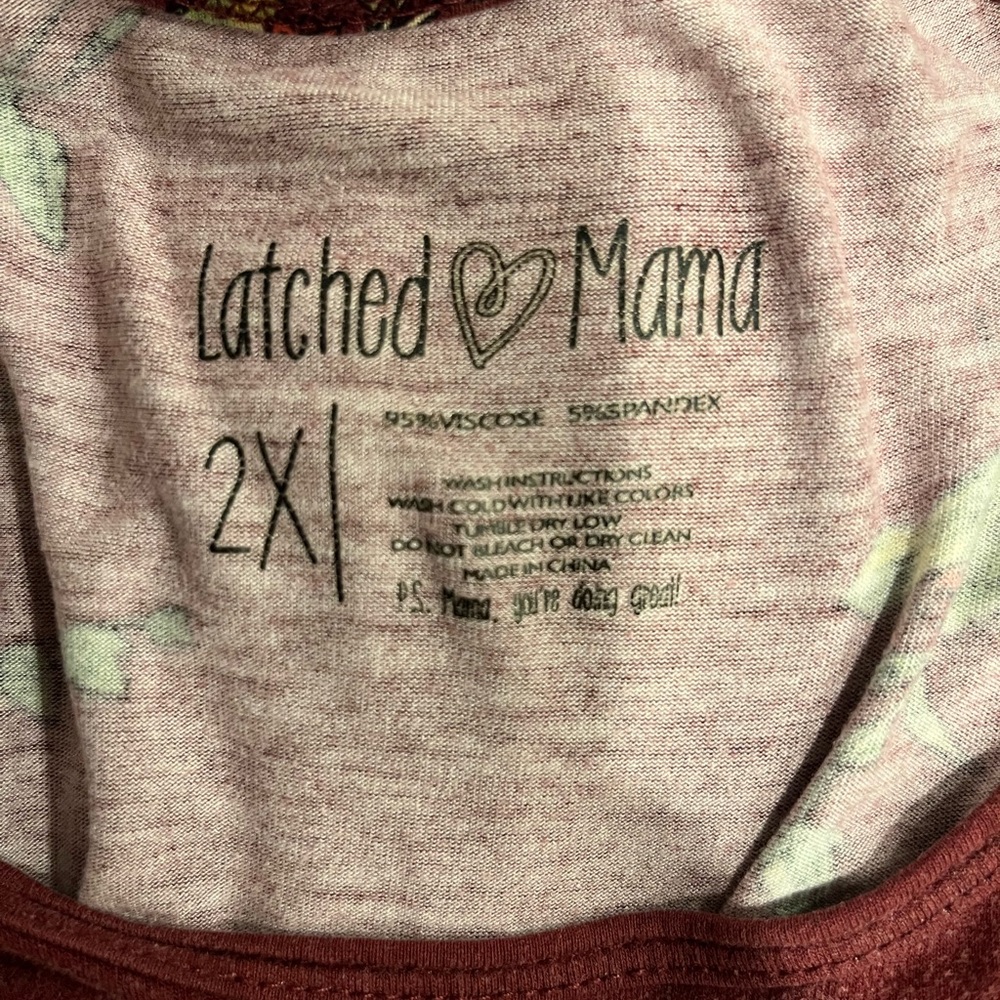 Latched Mama
2X
95% VISCOSE 5% SPANDEX
WASH INSTRUCTIONS
WASH COLD WITH LIKE COLORS
TUMBLE DRY LOW
DO NOT BLEACH OR DRY CLEAN
MADE IN CHINA
P.S. Mama, you're doing great!